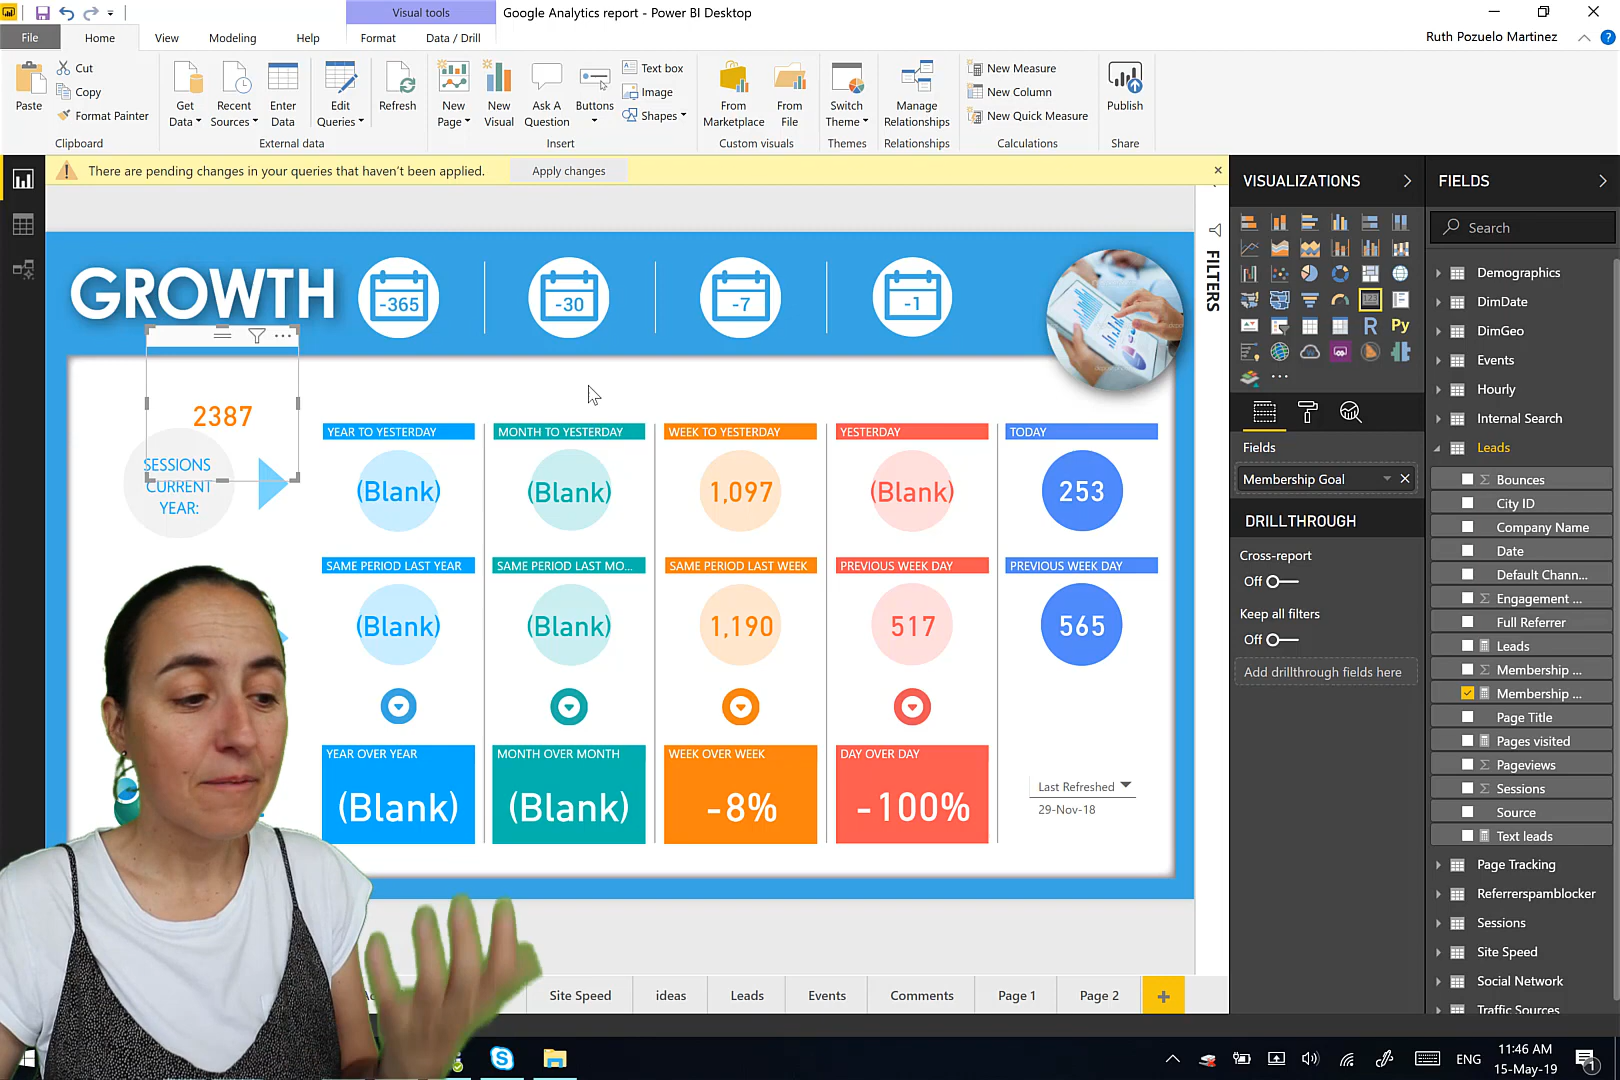 Visual tools
Google Analytics report - Power BI Desktop
File
Home
View
Modeling
Help
Format
Data / Drill
Ruth Pozuelo Martinez
Paste
Cut
Copy
Format Painter
Clipboard
Get Data
Recent Sources
Enter Data
Edit Queries
Refresh
External data
New Page
New Visual
Ask A Question
Buttons
Text box
Image
Shapes
Insert
From Marketplace
From File
Custom visuals
Switch Theme
Themes
Manage Relationships
Relationships
New Measure
New Column
New Quick Measure
Calculations
Publish
Share
There are pending changes in your queries that haven't been applied.
Apply changes
GROWTH
-365
-30
-7
-1
2387
SESSIONS
CURRENT
YEAR:
YEAR TO YESTERDAY
MONTH TO YESTERDAY
WEEK TO YESTERDAY
YESTERDAY
TODAY
(Blank)
(Blank)
1,097
(Blank)
253
SAME PERIOD LAST YEAR
SAME PERIOD LAST MO...
SAME PERIOD LAST WEEK
PREVIOUS WEEK DAY
PREVIOUS WEEK DAY
(Blank)
(Blank)
1,190
517
565
YEAR OVER YEAR
MONTH OVER MONTH
WEEK OVER WEEK
DAY OVER DAY
(Blank)
(Blank)
-8%
-100%
Last Refreshed
29-Nov-18
FILTERS
VISUALIZATIONS
R
Py
Fields
Membership Goal
DRILLTHROUGH
Cross-report
Off
Keep all filters
Off
Add drillthrough fields here
FIELDS
Search
Demographics
DimDate
DimGeo
Events
Hourly
Internal Search
Leads
Bounces
City ID
Company Name
Date
Default Chann...
Engagement ...
Full Referrer
Leads
Membership ...
Membership ...
Page Title
Pages visited
Pageviews
Sessions
Source
Text leads
Page Tracking
Referrerspamblocker
Sessions
Site Speed
Social Network
Traffic Sources
Site Speed
ideas
Leads
Events
Comments
Page 1
Page 2
ENG
11:46 AM
15-May-19
1